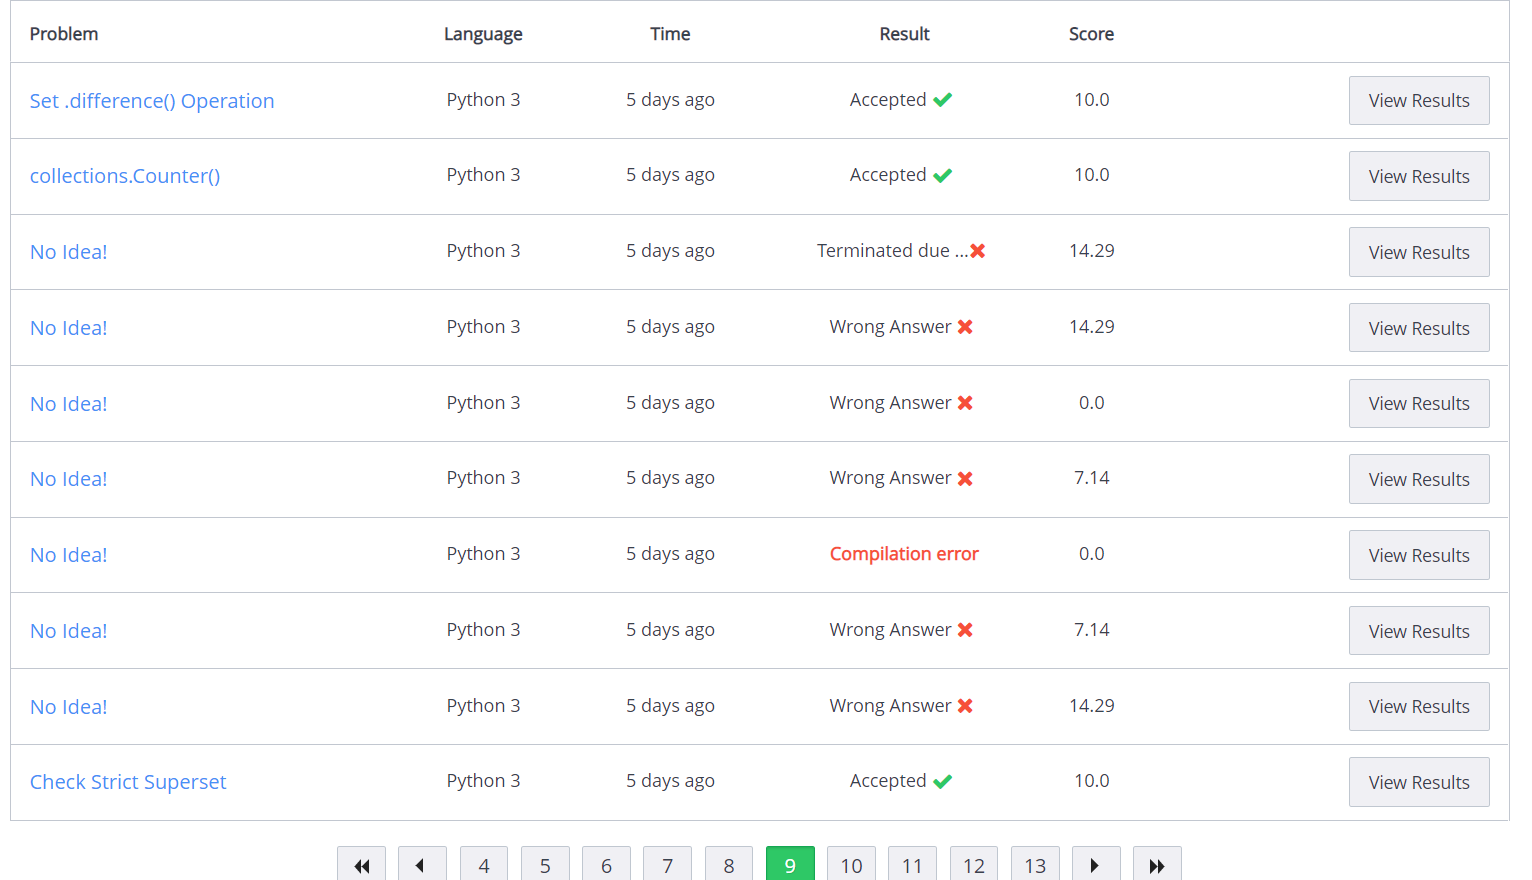 Problem Language Time Result Score
Set .difference() Operation Python 3 5 days ago Accepted 10.0 View Results
collections.Counter() Python 3 5 days ago Accepted 10.0 View Results
No Idea! Python 3 5 days ago Terminated due ... 14.29 View Results
No Idea! Python 3 5 days ago Wrong Answer 14.29 View Results
No Idea! Python 3 5 days ago Wrong Answer 0.0 View Results
No Idea! Python 3 5 days ago Wrong Answer 7.14 View Results
No Idea! Python 3 5 days ago Compilation error 0.0 View Results
No Idea! Python 3 5 days ago Wrong Answer 7.14 View Results
No Idea! Python 3 5 days ago Wrong Answer 14.29 View Results
Check Strict Superset Python 3 5 days ago Accepted 10.0 View Results
4 5 6 7 8 9 10 11 12 13